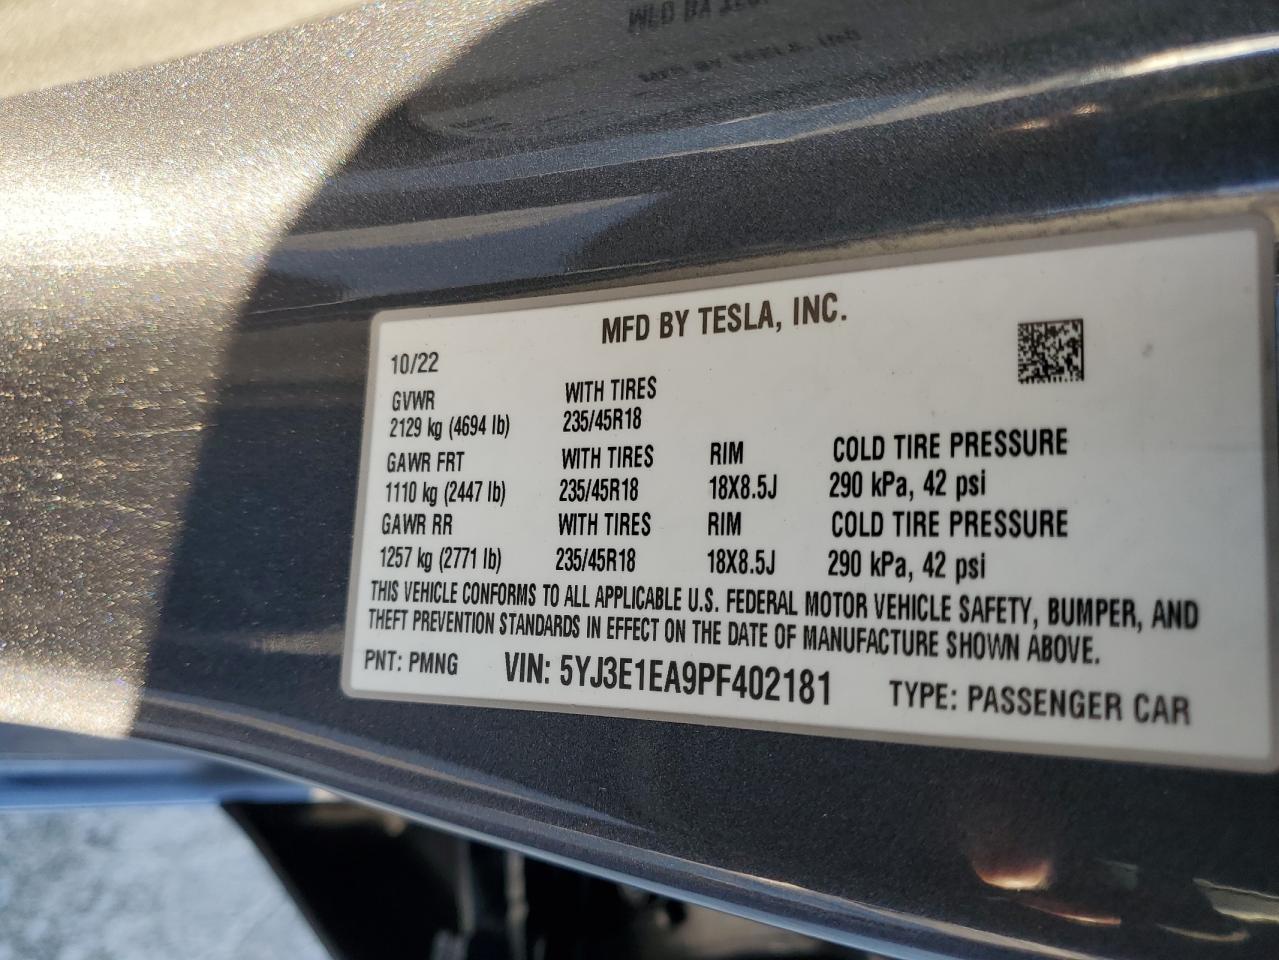 MFD BY TESLA, INC.
10/22
GVWR WITH TIRES
2129 kg (4694 lb) 235/45R18
GAWR FRT WITH TIRES RIM COLD TIRE PRESSURE
1110 kg (2447 lb) 235/45R18 18X8.5J 290 kPa, 42 psi
GAWR RR WITH TIRES RIM COLD TIRE PRESSURE
1257 kg (2771 lb) 235/45R18 18X8.5J 290 kPa, 42 psi
THIS VEHICLE CONFORMS TO ALL APPLICABLE U.S. FEDERAL MOTOR VEHICLE SAFETY, BUMPER, AND
THEFT PREVENTION STANDARDS IN EFFECT ON THE DATE OF MANUFACTURE SHOWN ABOVE.
PNT: PMNG VIN: 5YJ3E1EA9PF402181 TYPE: PASSENGER CAR